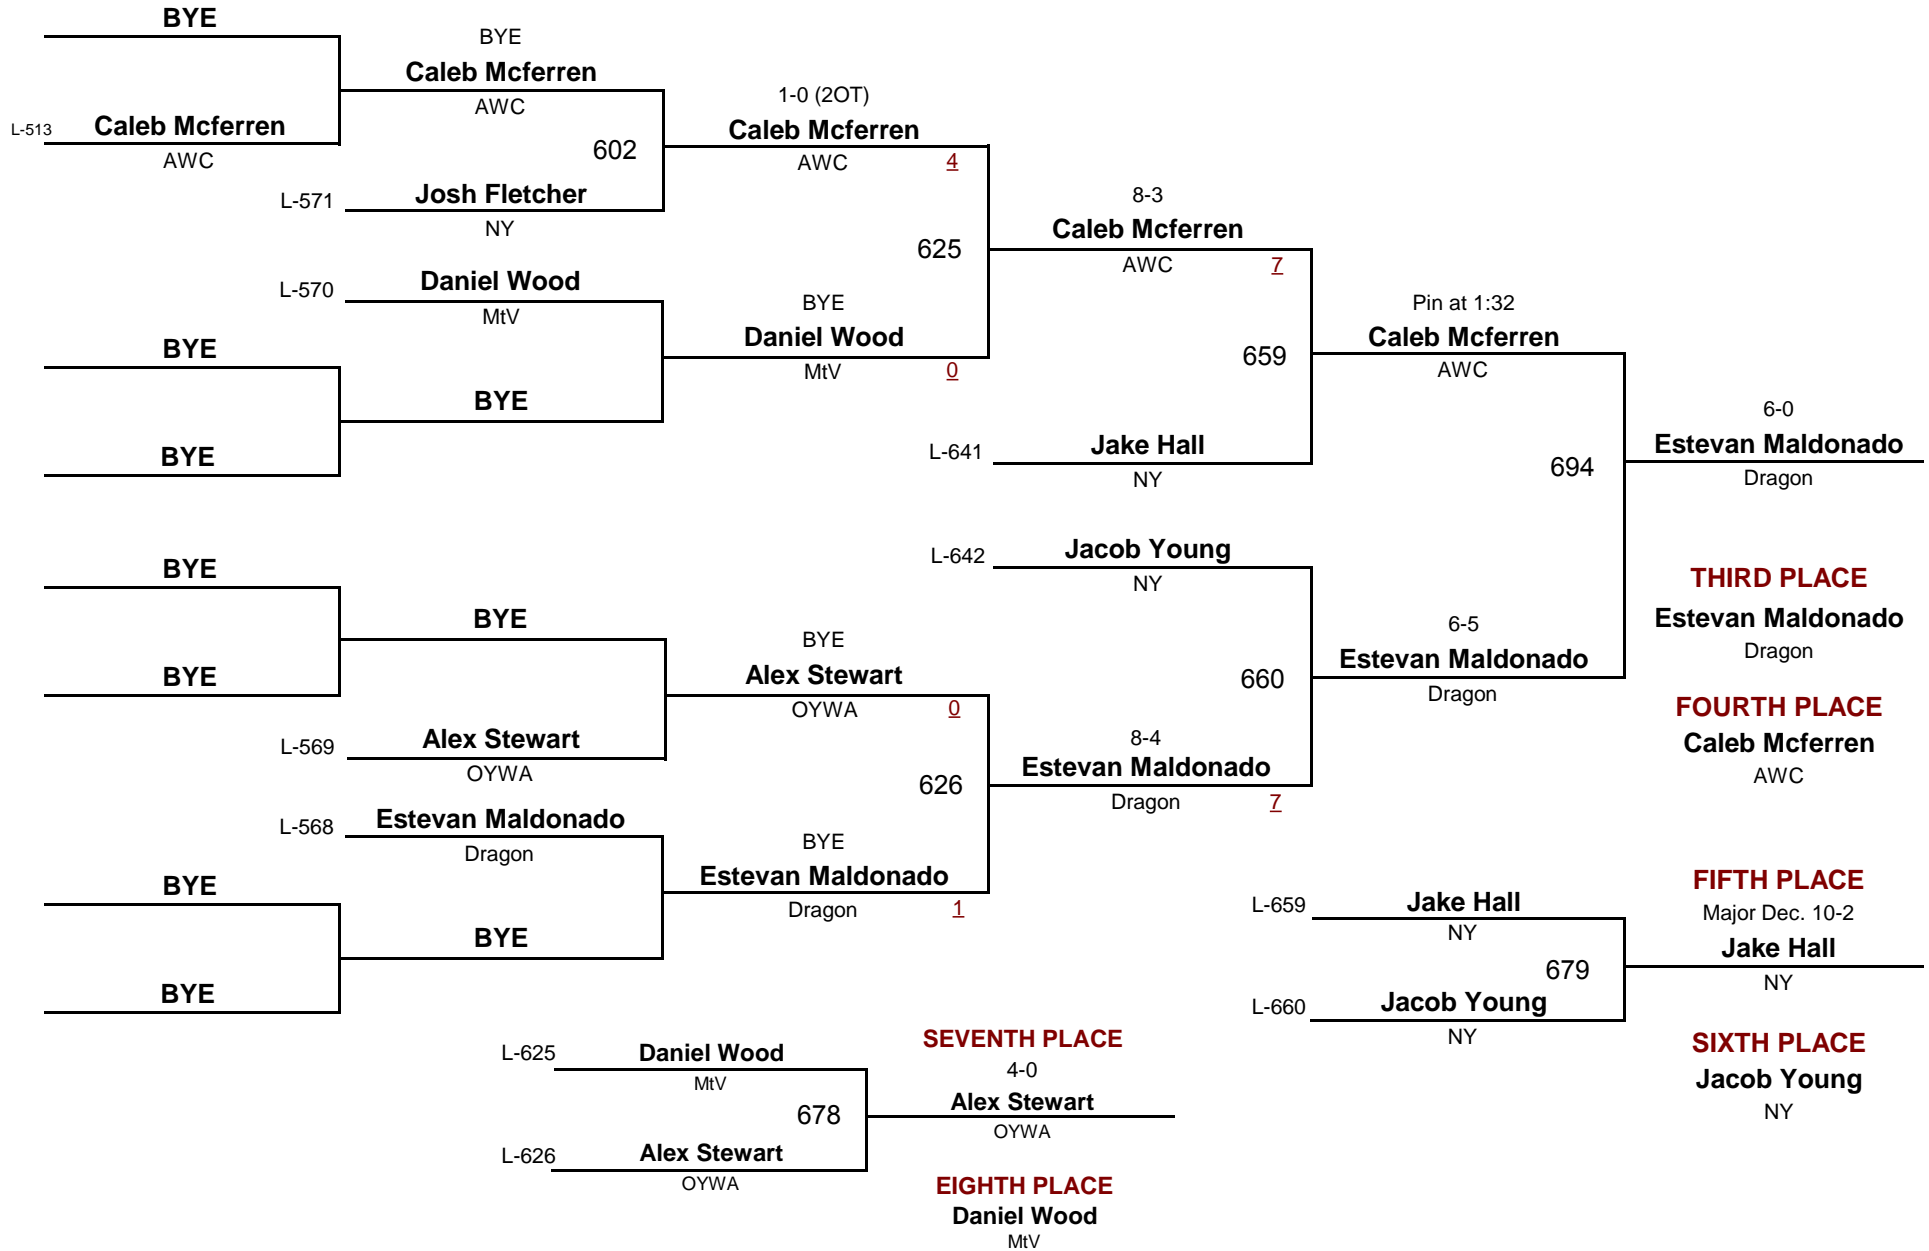 BYE
L-513 Caleb Mcferren
AWC
BYE
Caleb Mcferren
AWC
602
L-571 Josh Fletcher
NY
1-0 (2OT)
Caleb Mcferren
AWC 4
L-570 Daniel Wood
MtV
BYE
BYE
BYE
625
BYE
Daniel Wood
MtV 0
8-3
Caleb Mcferren
AWC 7
659
L-641 Jake Hall
NY
Pin at 1:32
Caleb Mcferren
AWC
694
6-0
Estevan Maldonado
Dragon
BYE
BYE
BYE
L-569 Alex Stewart
OYWA
BYE
Alex Stewart
OYWA 0
626
L-568 Estevan Maldonado
Dragon
BYE
BYE
BYE
BYE
Estevan Maldonado
Dragon 1
L-642 Jacob Young
NY
660
8-4
Estevan Maldonado
Dragon 7
6-5
Estevan Maldonado
Dragon
THIRD PLACE
Estevan Maldonado
Dragon
FOURTH PLACE
Caleb Mcferren
AWC
L-659 Jake Hall
NY
679
L-660 Jacob Young
NY
FIFTH PLACE
Major Dec. 10-2
Jake Hall
NY
SIXTH PLACE
Jacob Young
NY
L-625 Daniel Wood
MtV
678
L-626 Alex Stewart
OYWA
SEVENTH PLACE
4-0
Alex Stewart
OYWA
EIGHTH PLACE
Daniel Wood
MtV